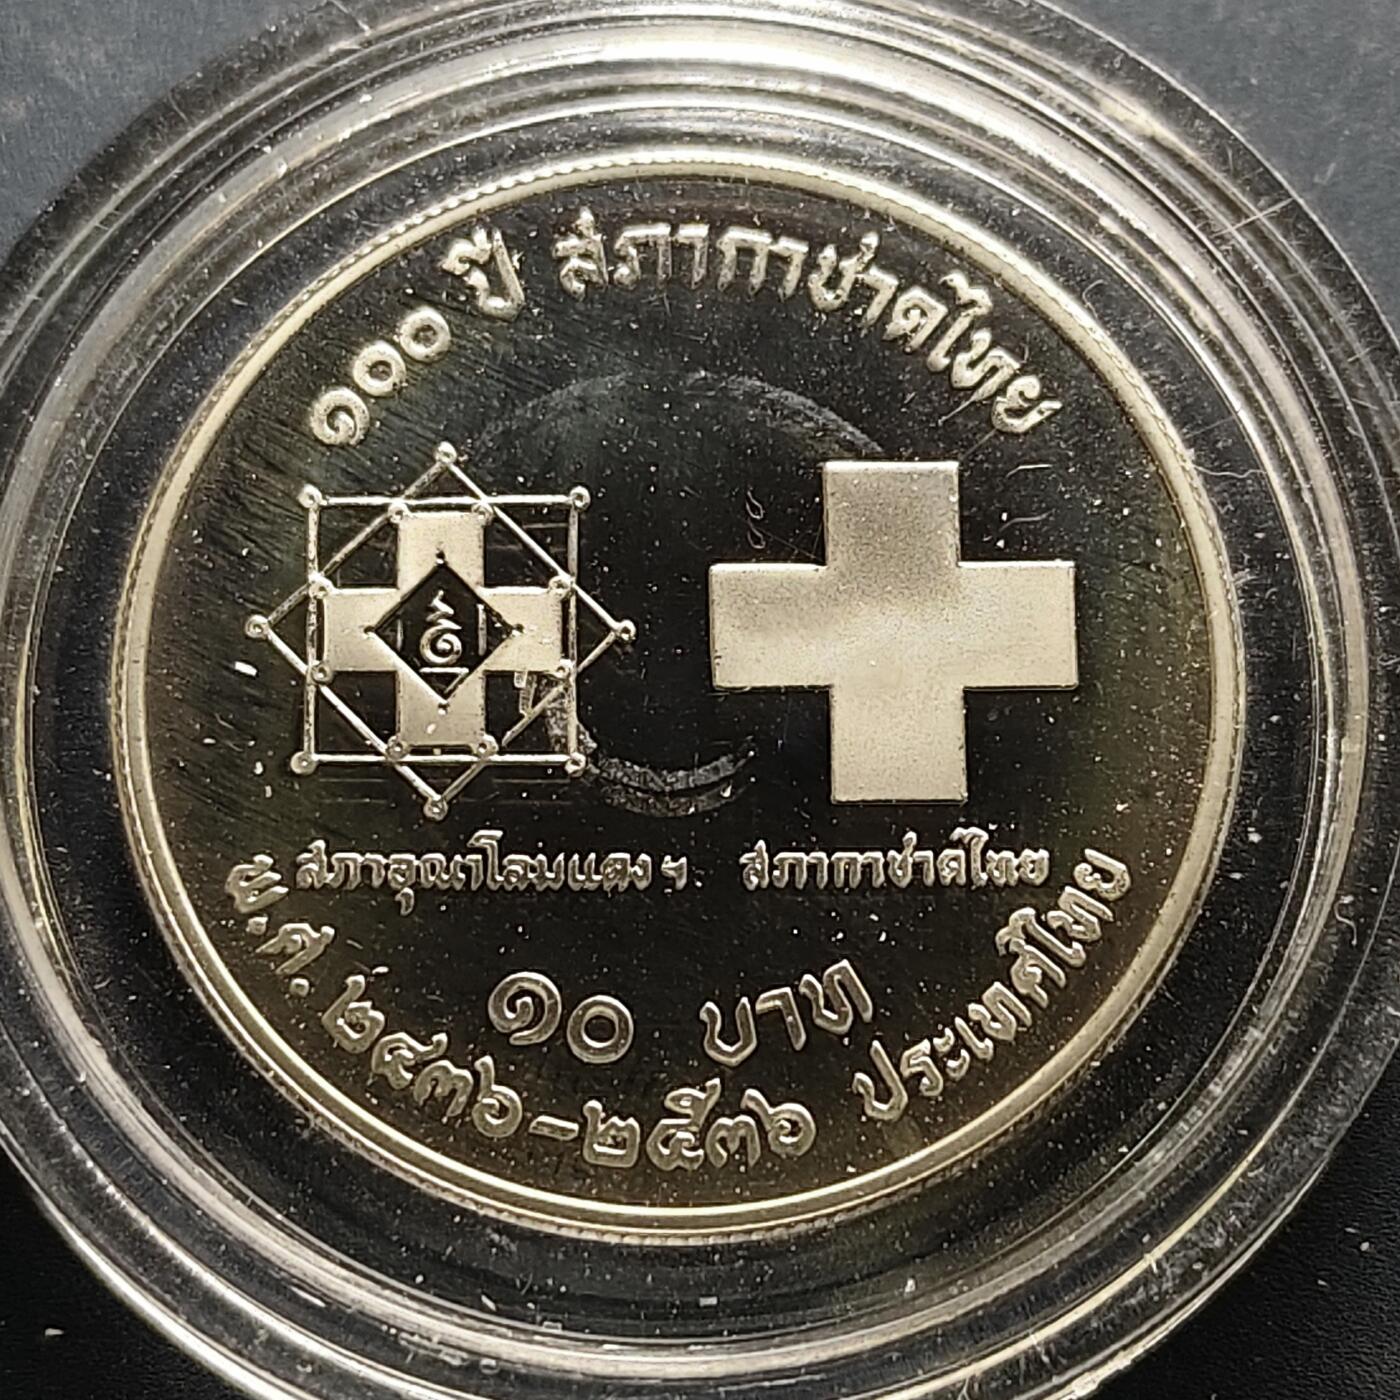 ๑๐๐ ปี สภากาชาดไทย
สภาอุณาโลมแดงฯ
สภากาชาดไทย
๑๐ บาท
พ.ศ. ๒๔๓๖-๒๕๓๖ ประเทศไทย